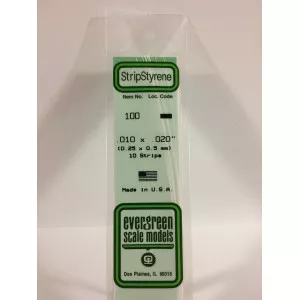 StripStyrene
Item No. Loc. Code
100
.010 x .020"
(0.25 x 0.5 mm)
10 Strips
Made in U.S.A.
evergreen
scale models
Des Plaines, IL 60018